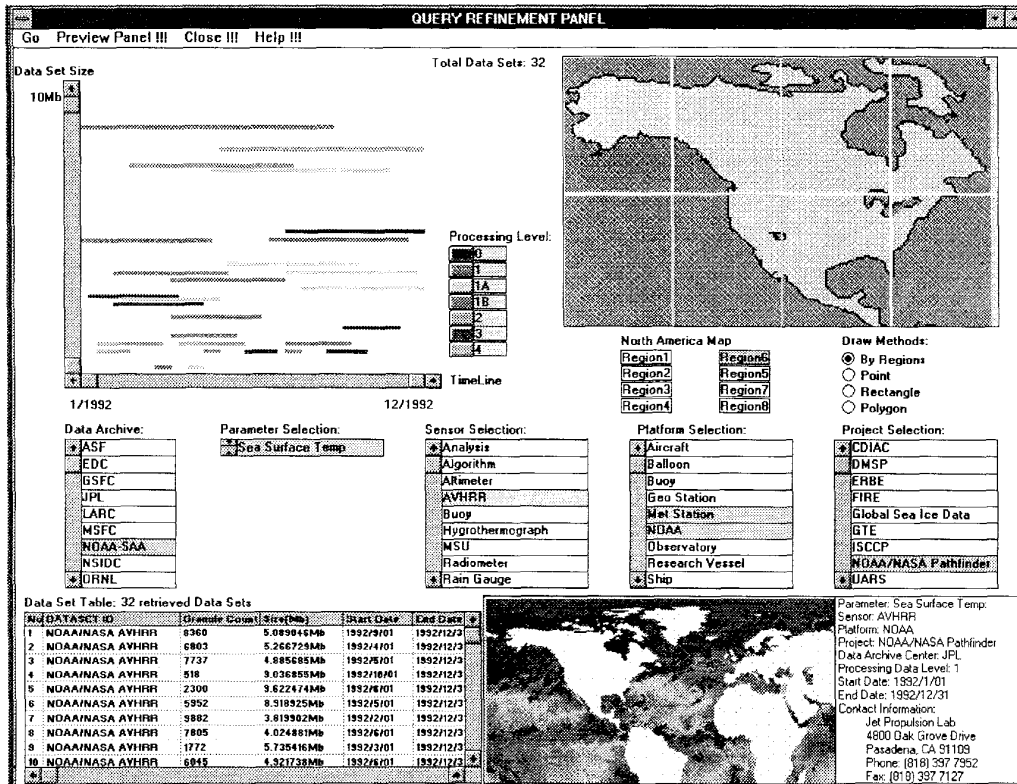 QUERY REFINEMENT PANEL
Go Preview Panel !!! Close !!! Help !!!
Data Set Size
Total Data Sets: 32
10Mb
Processing Level:
0
1
1A
1B
2
3
4
TimeLine
1/1992 12/1992
North America Map
Region1 Region6
Region2 Region5
Region3 Region7
Region4 Region8
Draw Methods:
By Regions
Point
Rectangle
Polygon
Data Archive:
ASF
EDC
GSFC
JPL
LARC
MSFC
NOAA-SAA
NSIDC
ORNL
Parameter Selection:
Sea Surface Temp
Sensor Selection:
Analysis
Algorithm
Altimeter
AVHRR
Buoy
Hygrothermograph
MSU
Radiometer
Rain Gauge
Platform Selection:
Aircraft
Balloon
Buoy
Geo Station
Met Station
NOAA
Observatory
Research Vessel
Ship
Project Selection:
CDIAC
DMSP
ERBE
FIRE
Global Sea Ice Data
GTE
ISCCP
NOAA/NASA Pathfinder
UARS
Data Set Table: 32 retrieved Data Sets
No DATASET ID Granule Count Size(Mb) Start Date End Date
1 NOAA/NASA AVHRR 8360 5.089046Mb 1992/9/01 1992/12/3
2 NOAA/NASA AVHRR 6803 5.266729Mb 1992/4/01 1992/12/3
3 NOAA/NASA AVHRR 7737 4.885685Mb 1992/5/01 1992/12/3
4 NOAA/NASA AVHRR 518 9.036855Mb 1992/10/01 1992/12/3
5 NOAA/NASA AVHRR 2300 9.622474Mb 1992/6/01 1992/12/3
6 NOAA/NASA AVHRR 5952 8.918925Mb 1992/5/01 1992/12/3
7 NOAA/NASA AVHRR 9882 3.819902Mb 1992/2/01 1992/12/3
8 NOAA/NASA AVHRR 7805 4.024881Mb 1992/6/01 1992/12/3
9 NOAA/NASA AVHRR 1772 5.735416Mb 1992/3/01 1992/12/3
10 NOAA/NASA AVHRR 6045 4.921738Mb 1992/6/01 1992/12/3
Parameter: Sea Surface Temp:
Sensor: AVHRR
Platform: NOAA
Project: NOAA/NASA Pathfinder
Data Archive Center: JPL
Processing Data Level: 1
Start Date: 1992/1/01
End Date: 1992/12/31
Contact Information:
Jet Propulsion Lab
4800 Oak Grove Drive
Pasadena, CA 91109
Phone: (818) 397 7952
Fax: (818) 397 7127